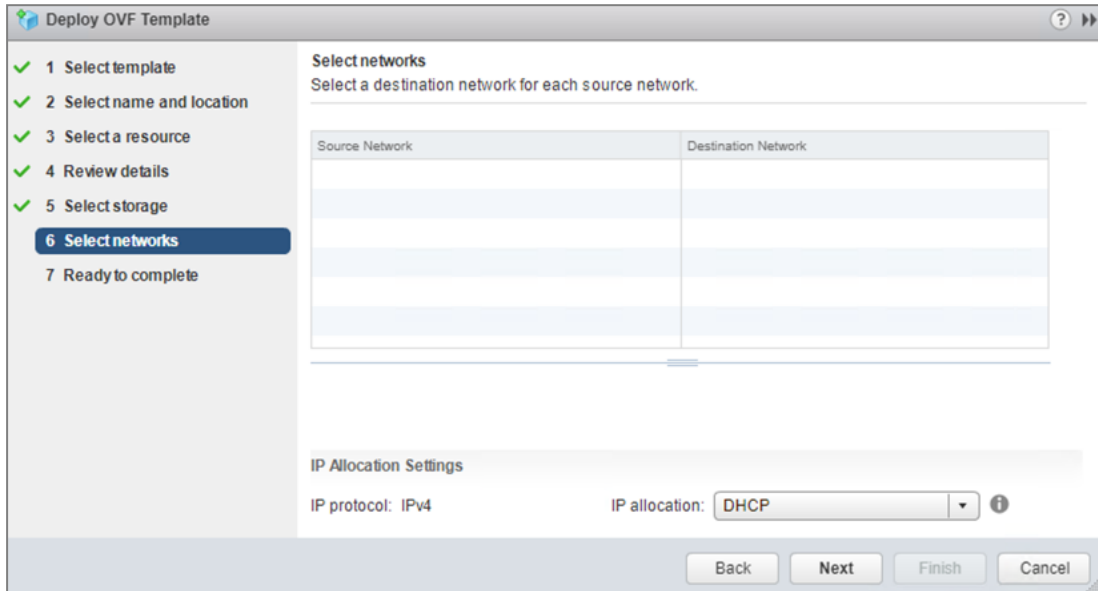 Deploy OVF Template
?
1 Select template
2 Select name and location
3 Select a resource
4 Review details
5 Select storage
6 Select networks
7 Ready to complete
Select networks
Select a destination network for each source network.
Source Network Destination Network
IP Allocation Settings
IP protocol: IPv4 IP allocation: DHCP
Back Next Finish Cancel